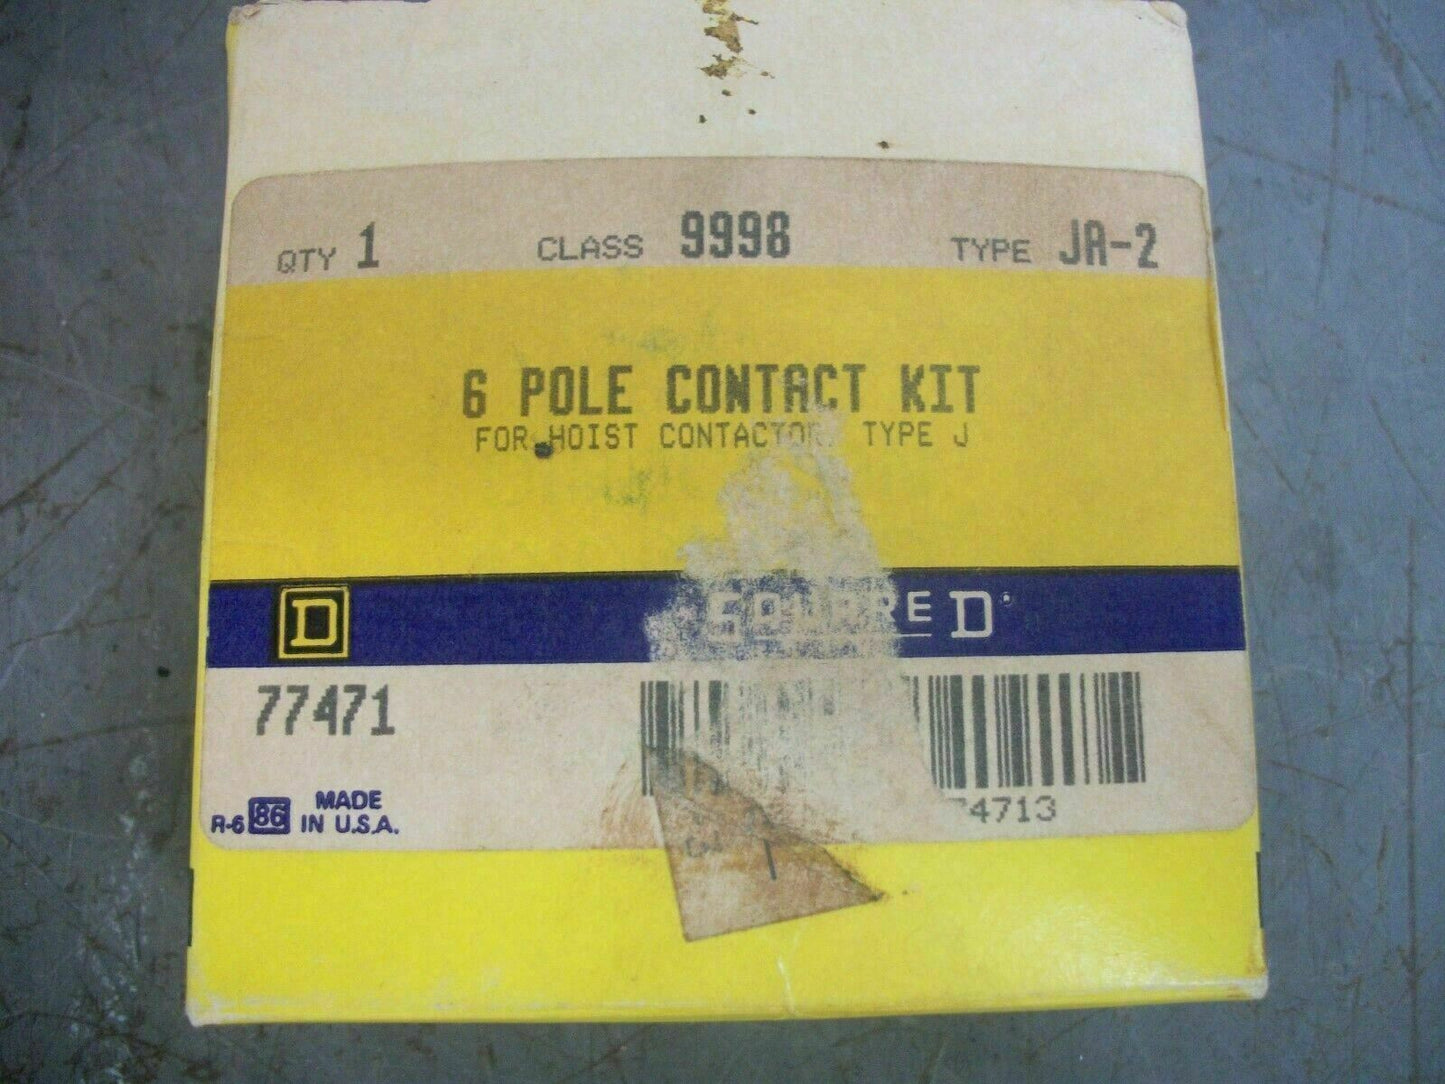 QTY 1 CLASS 9998 TYPE JA-2
6 POLE CONTACT KIT
FOR HOIST CONTACTOR, TYPE J
D SQUARE D
77471
74713
R-6 86 MADE
IN U.S.A.